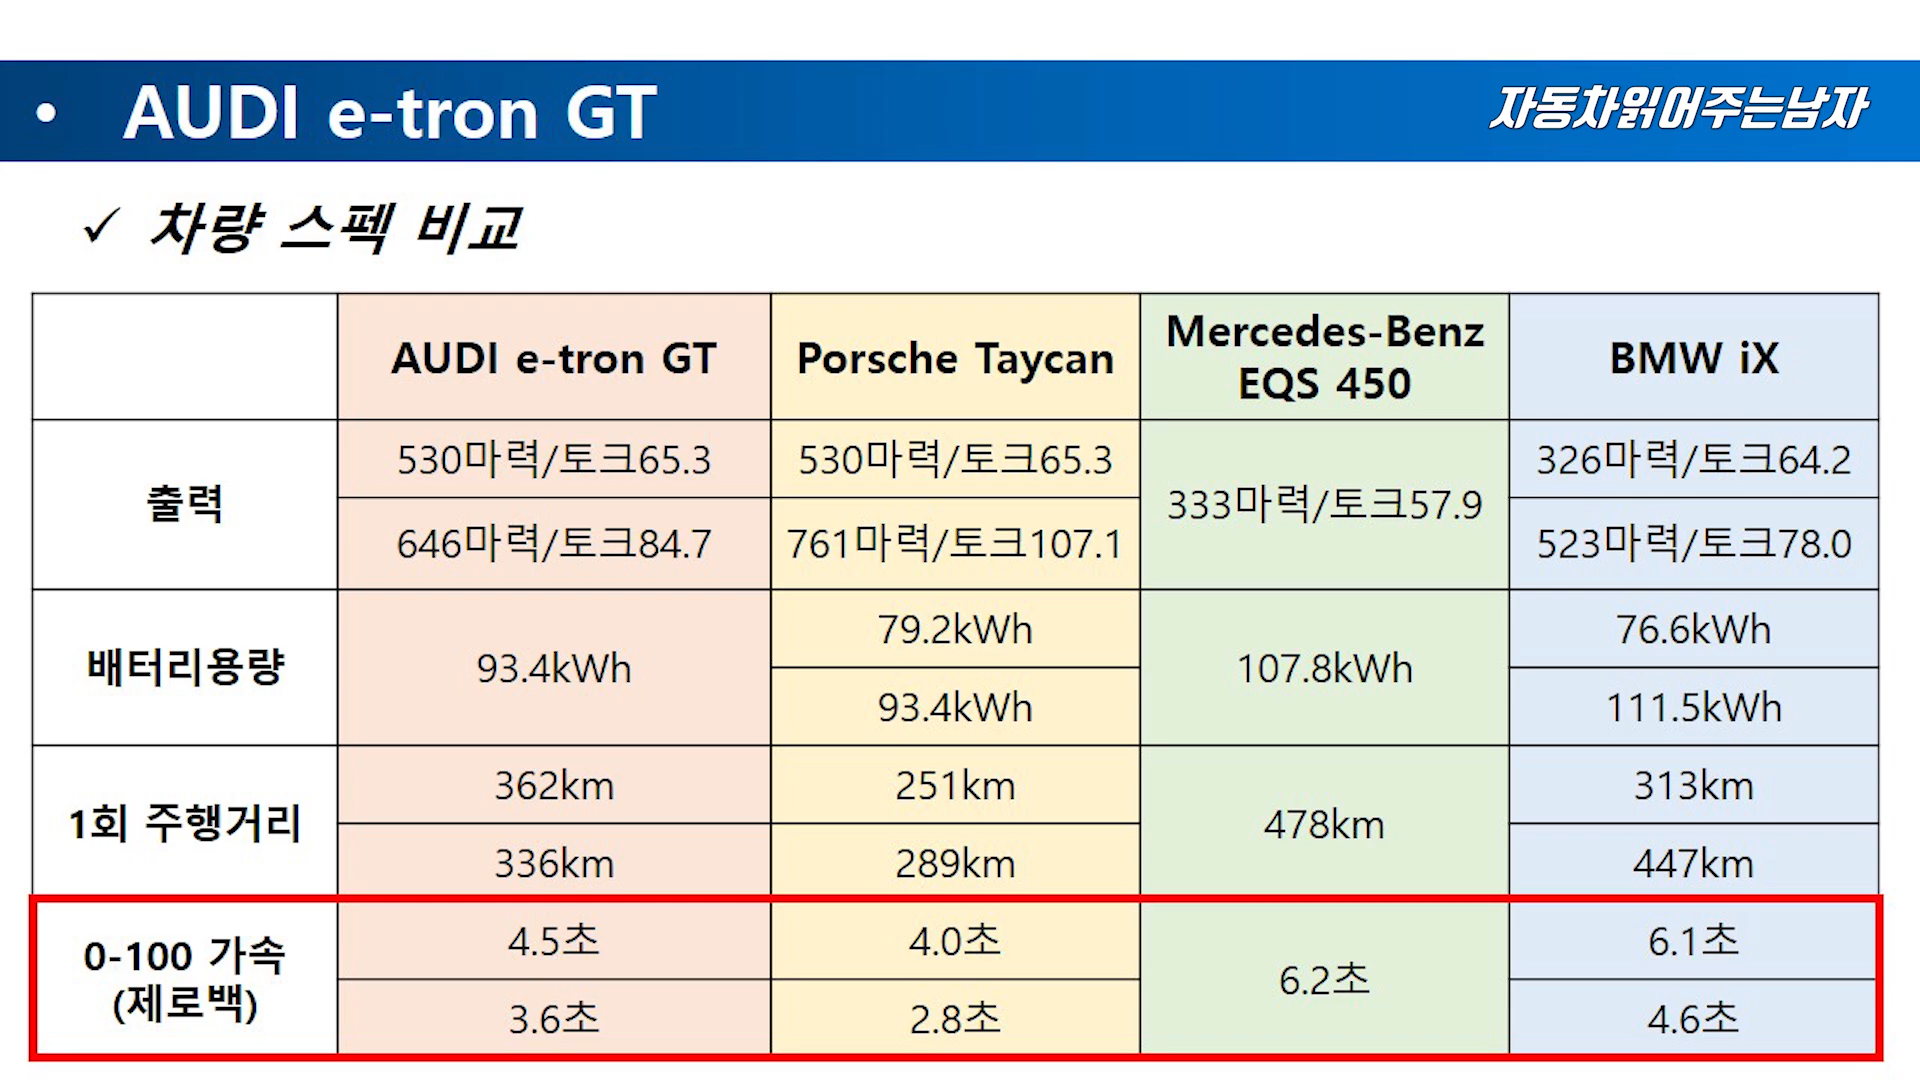 • AUDI e-tron GT
자동차읽어주는남자
✓ 차량 스펙 비교
AUDI e-tron GT
Porsche Taycan
Mercedes-Benz
EQS 450
BMW iX
출력
530마력/토크65.3
530마력/토크65.3
333마력/토크57.9
326마력/토크64.2
646마력/토크84.7
761마력/토크107.1
523마력/토크78.0
배터리용량
93.4kWh
79.2kWh
107.8kWh
76.6kWh
93.4kWh
111.5kWh
1회 주행거리
362km
251km
478km
313km
336km
289km
447km
0-100 가속
(제로백)
4.5초
4.0초
6.2초
6.1초
3.6초
2.8초
4.6초